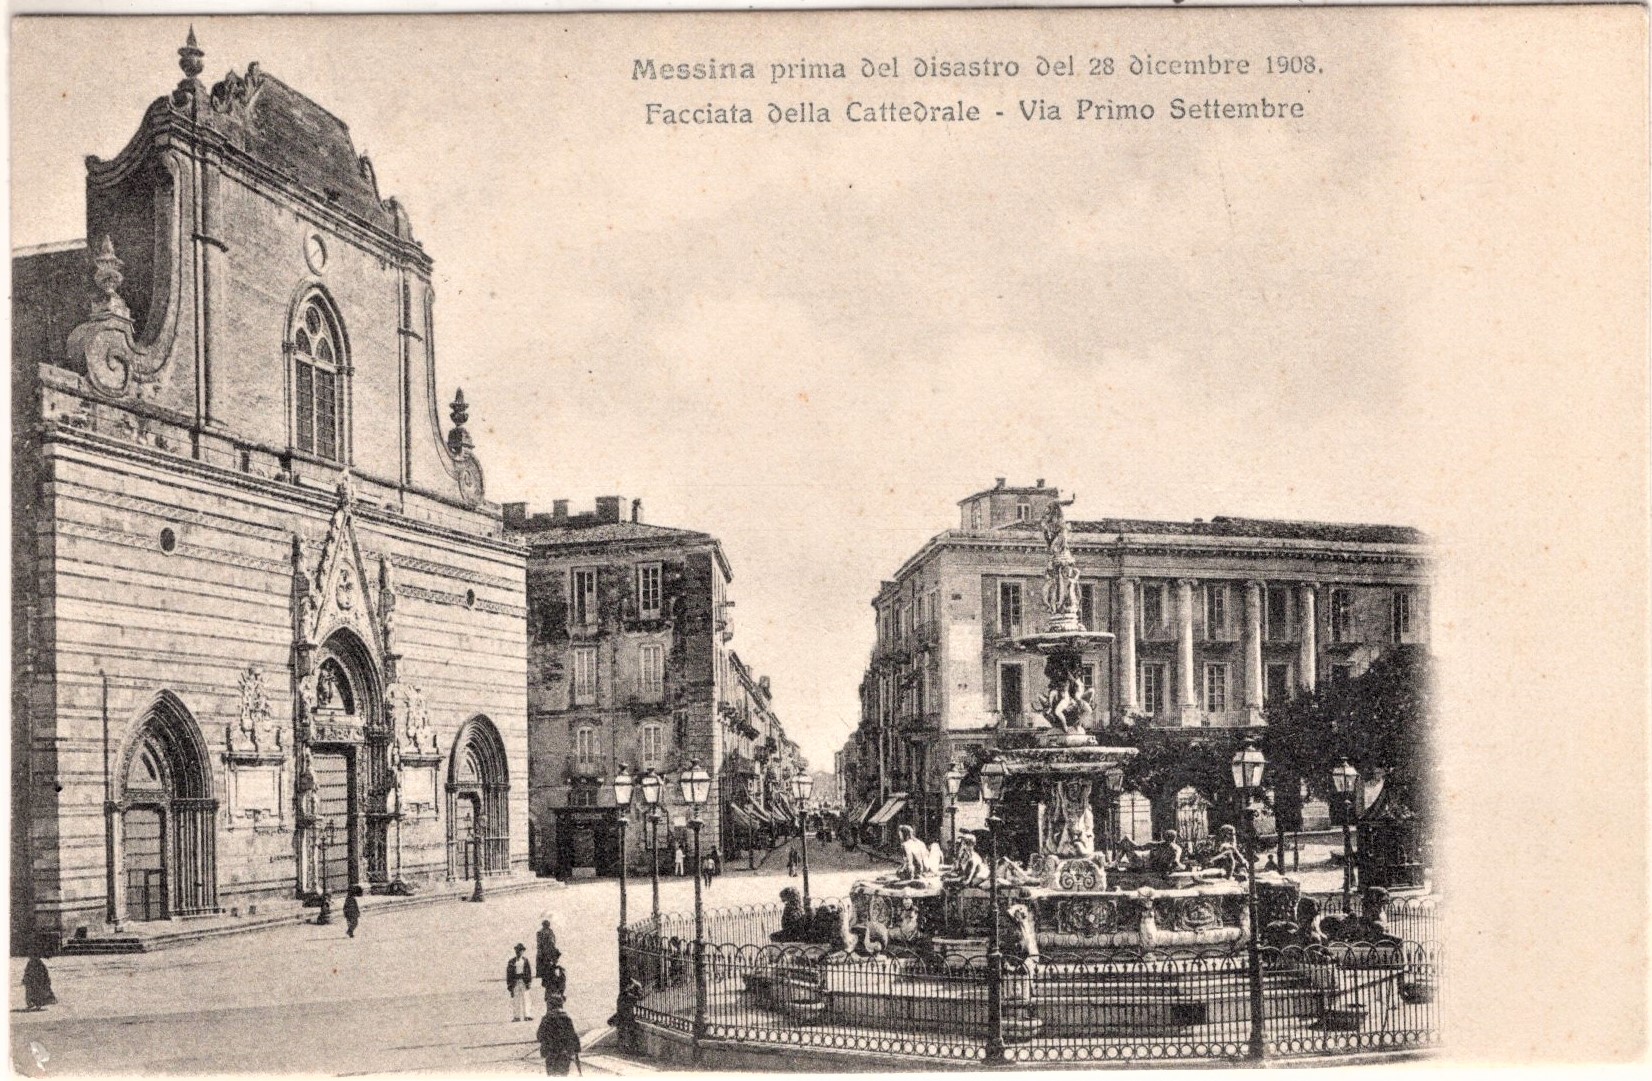 Messina prima del disastro del 28 dicembre 1908.
Facciata della Cattedrale - Via Primo Settembre